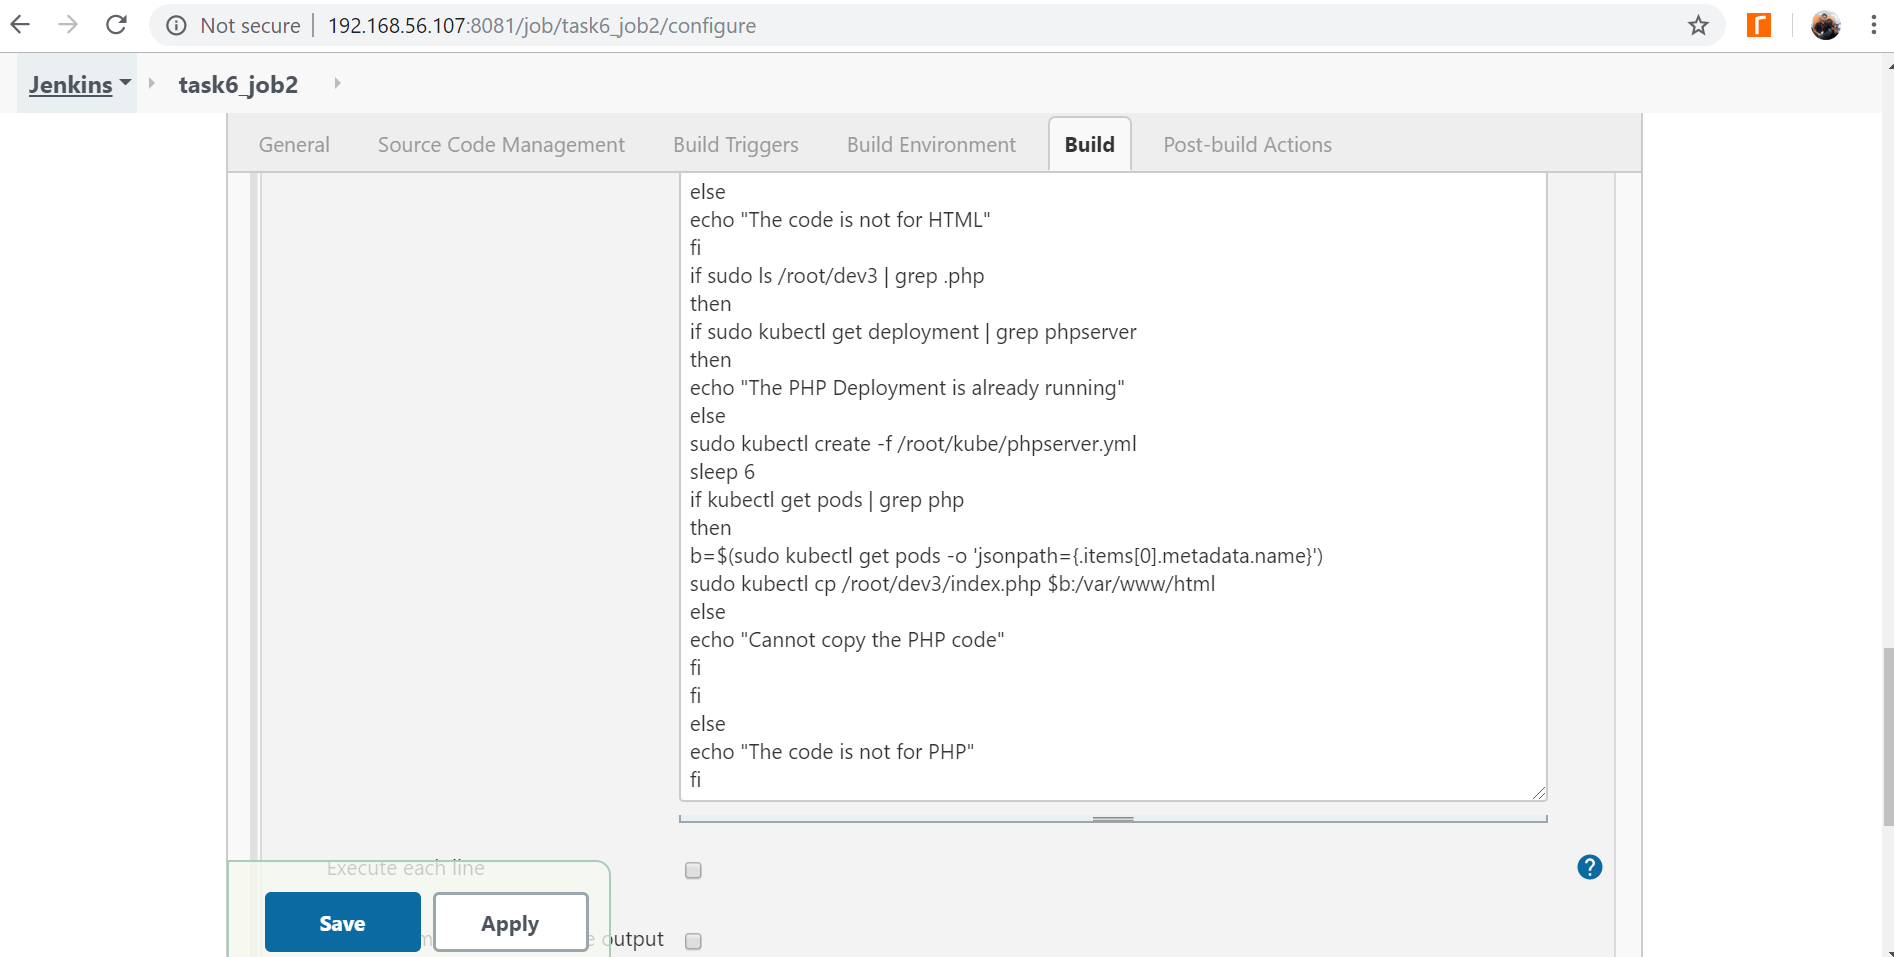 Not secure | 192.168.56.107:8081/job/task6_job2/configure
Jenkins task6_job2
General Source Code Management Build Triggers Build Environment Build Post-build Actions
else
echo "The code is not for HTML"
fi
if sudo ls /root/dev3 | grep .php
then
if sudo kubectl get deployment | grep phpserver
then
echo "The PHP Deployment is already running"
else
sudo kubectl create -f /root/kube/phpserver.yml
sleep 6
if kubectl get pods | grep php
then
b=$(sudo kubectl get pods -o 'jsonpath={.items[0].metadata.name}')
sudo kubectl cp /root/dev3/index.php $b:/var/www/html
else
echo "Cannot copy the PHP code"
fi
fi
else
echo "The code is not for PHP"
fi
Execute each line
?
Save Apply
output